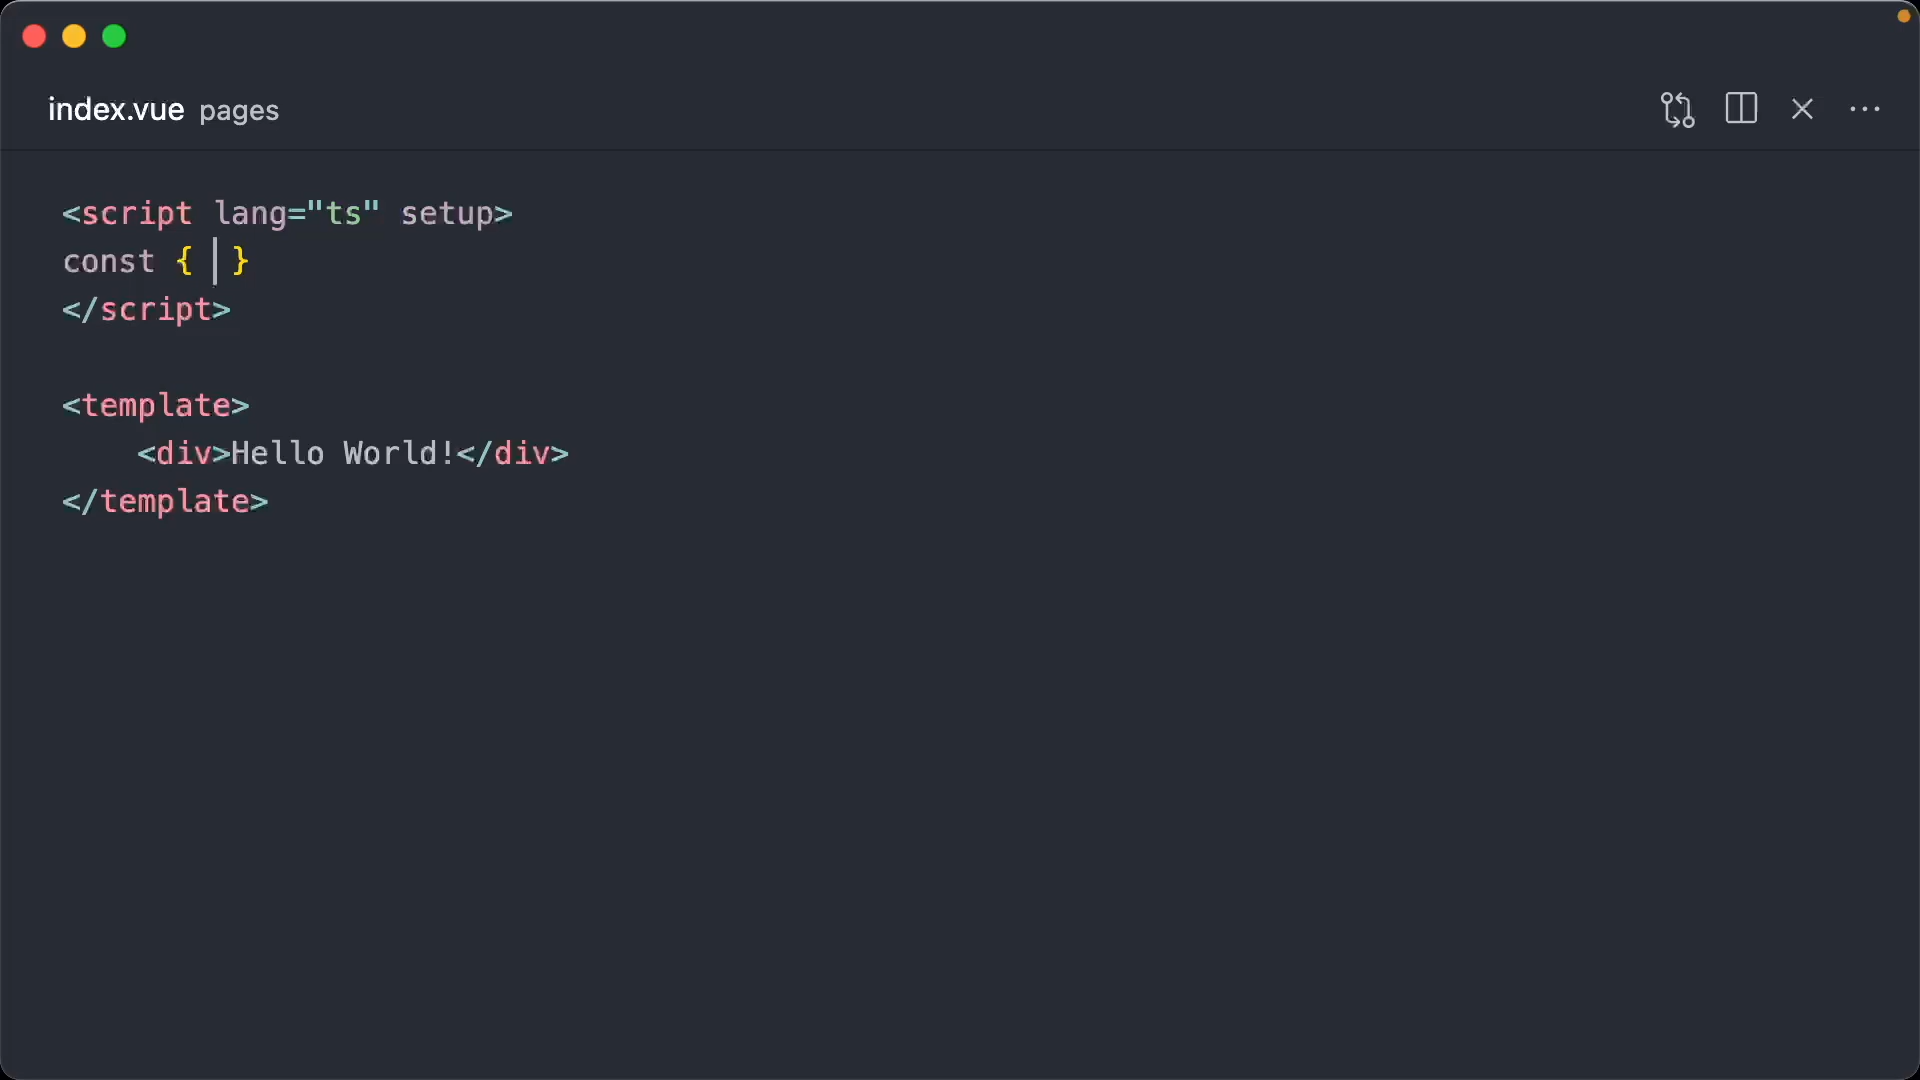 index.vue pages
<script lang="ts" setup>
const { }
</script>
<template>
<div>Hello World!</div>
</template>